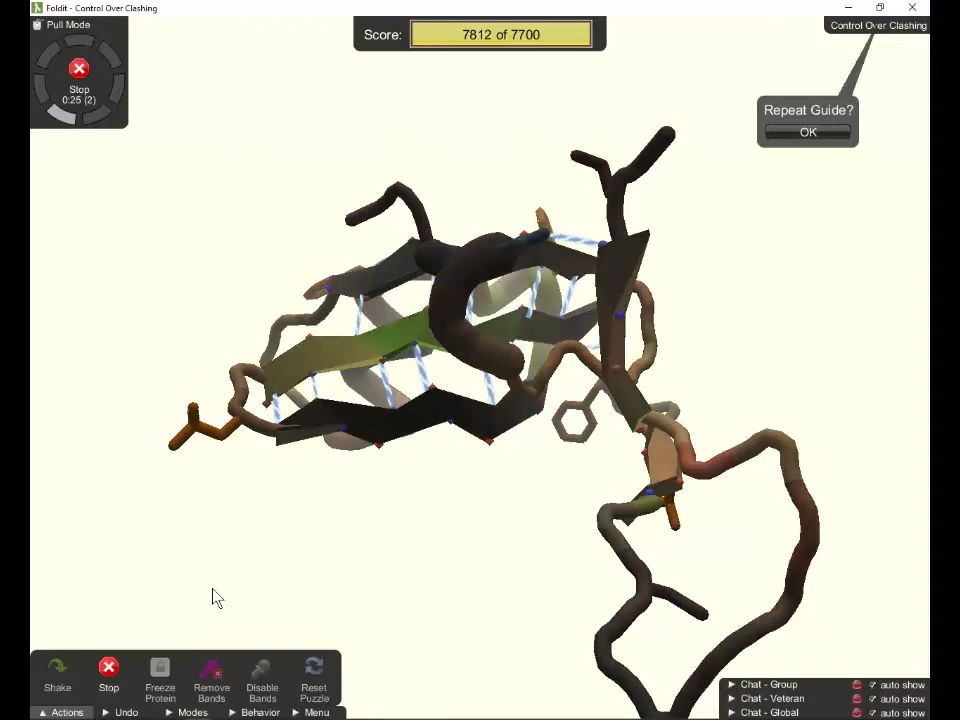 Foldit - Control Over Clashing
Pull Mode
Stop
0:25 (2)
Score: 7812 of 7700
Control Over Clashing
Repeat Guide?
OK
Shake
Stop
Freeze
Protein
Remove
Bands
Disable
Bands
Reset
Puzzle
Actions
Undo
Modes
Behavior
Menu
Chat - Group auto show
Chat - Veteran auto show
Chat - Global auto show